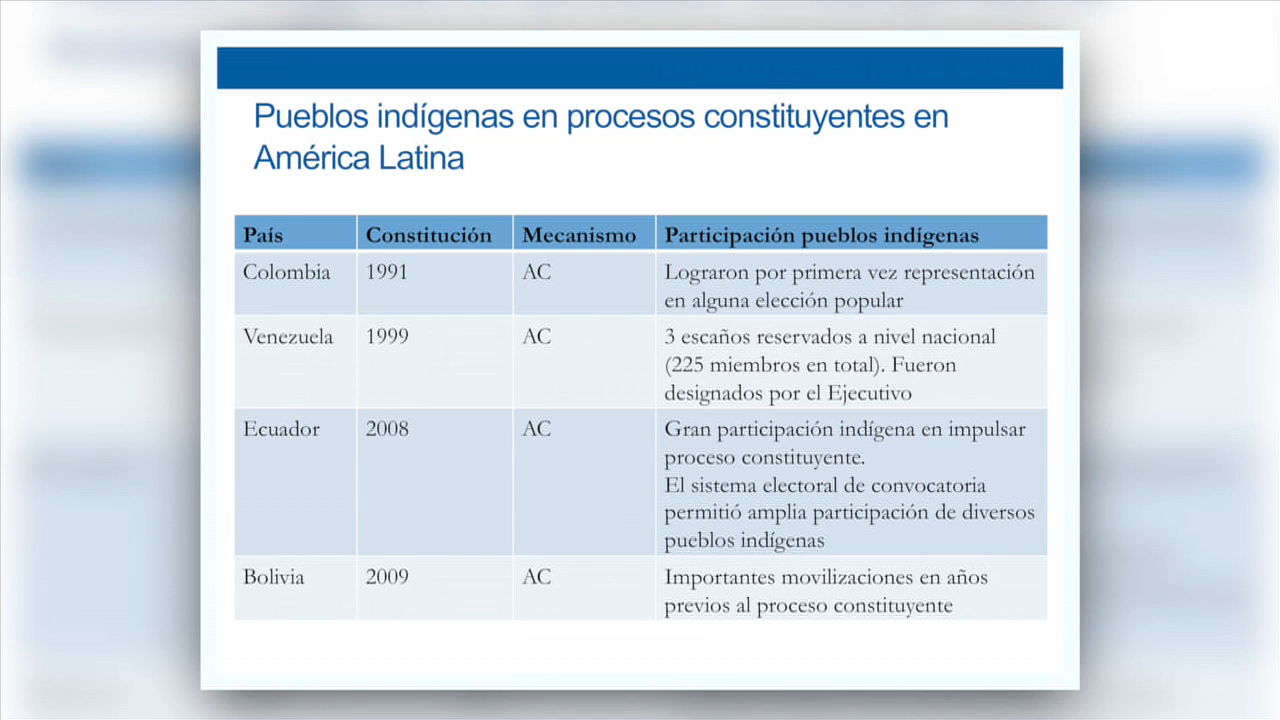 Pueblos indígenas en procesos constituyentes en
América Latina
País Constitución Mecanismo Participación pueblos indígenas
Colombia 1991 AC Lograron por primera vez representación
en alguna elección popular
Venezuela 1999 AC 3 escaños reservados a nivel nacional
(225 miembros en total). Fueron
designados por el Ejecutivo
Ecuador 2008 AC Gran participación indígena en impulsar
proceso constituyente.
El sistema electoral de convocatoria
permitió amplia participación de diversos
pueblos indígenas
Bolivia 2009 AC Importantes movilizaciones en años
previos al proceso constituyente